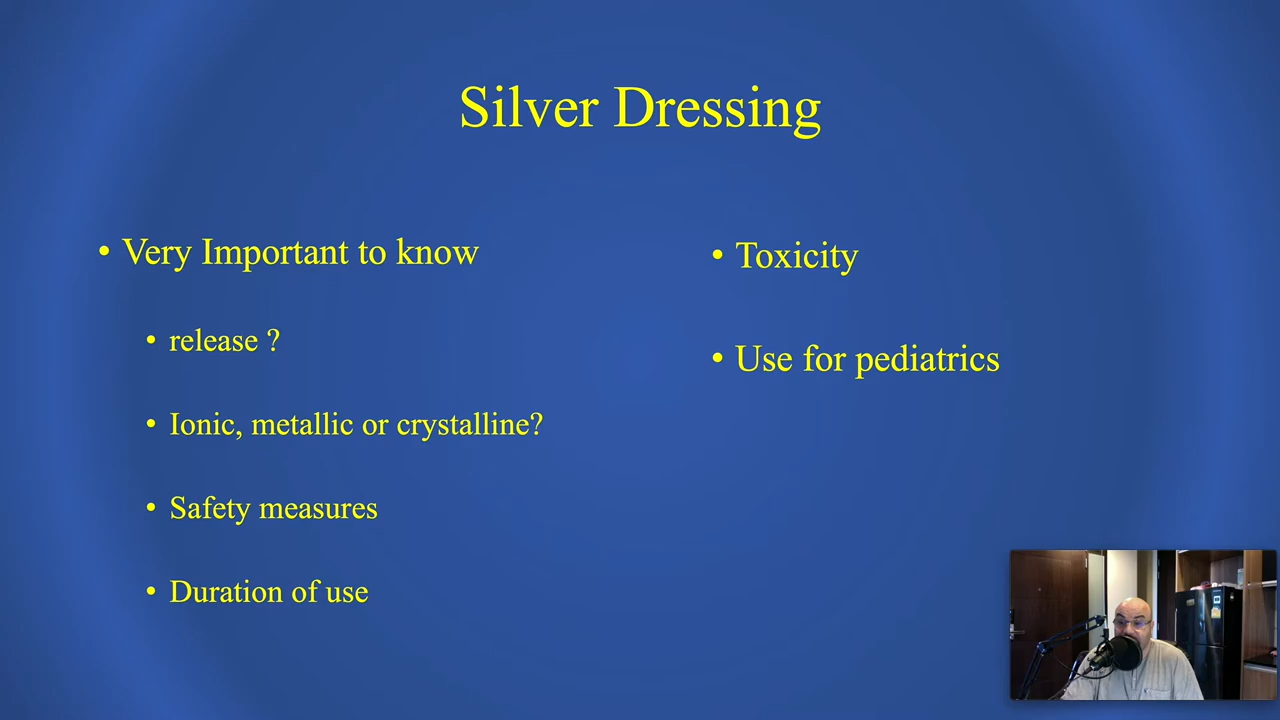 Silver Dressing
• Very Important to know
• release ?
• Ionic, metallic or crystalline?
• Safety measures
• Duration of use
• Toxicity
• Use for pediatrics